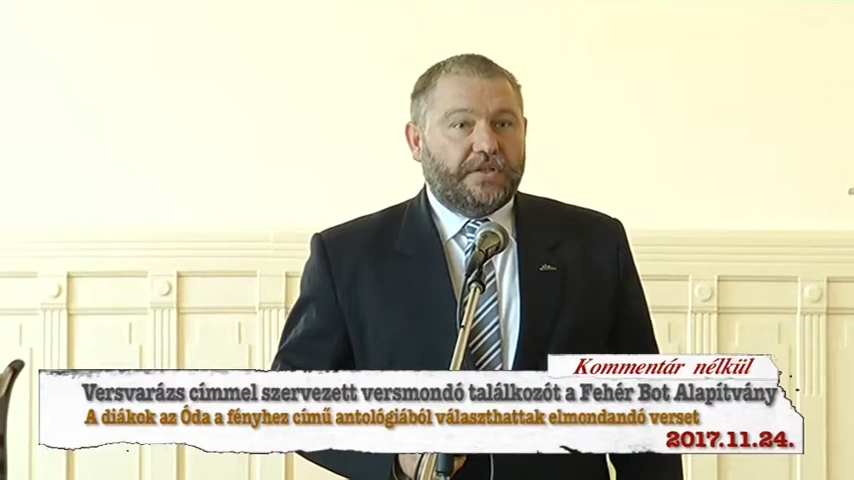 Kommentár nélkül
Versvarázs címmel szervezett versmondó találkozót a Fehér Bot Alapítvány
A diákok az Óda a fényhez című antológiájából választhattak elmondandó verset
2017.11.24.